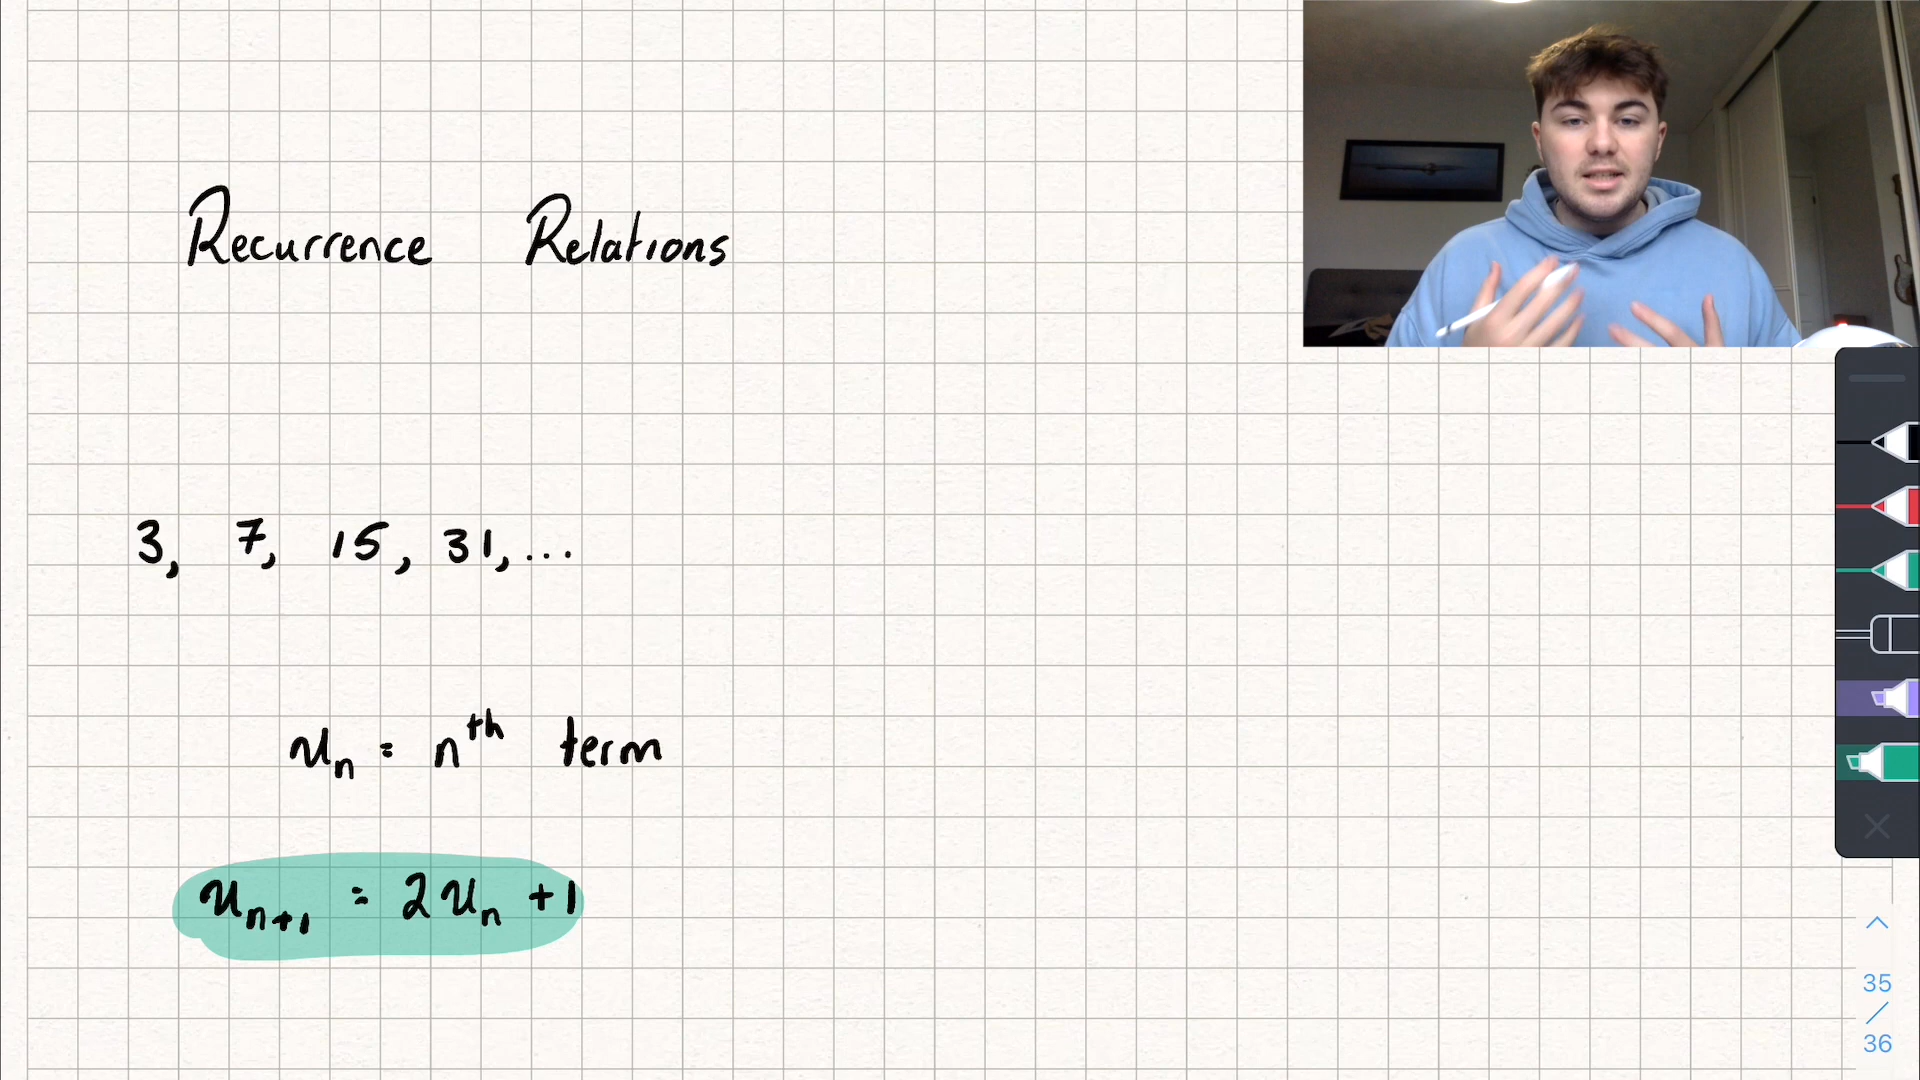 Recurrence Relations
3, 7, 15, 31, ...
uₙ = nᵗʰ term
uₙ₊₁ = 2uₙ + 1
35
/
36